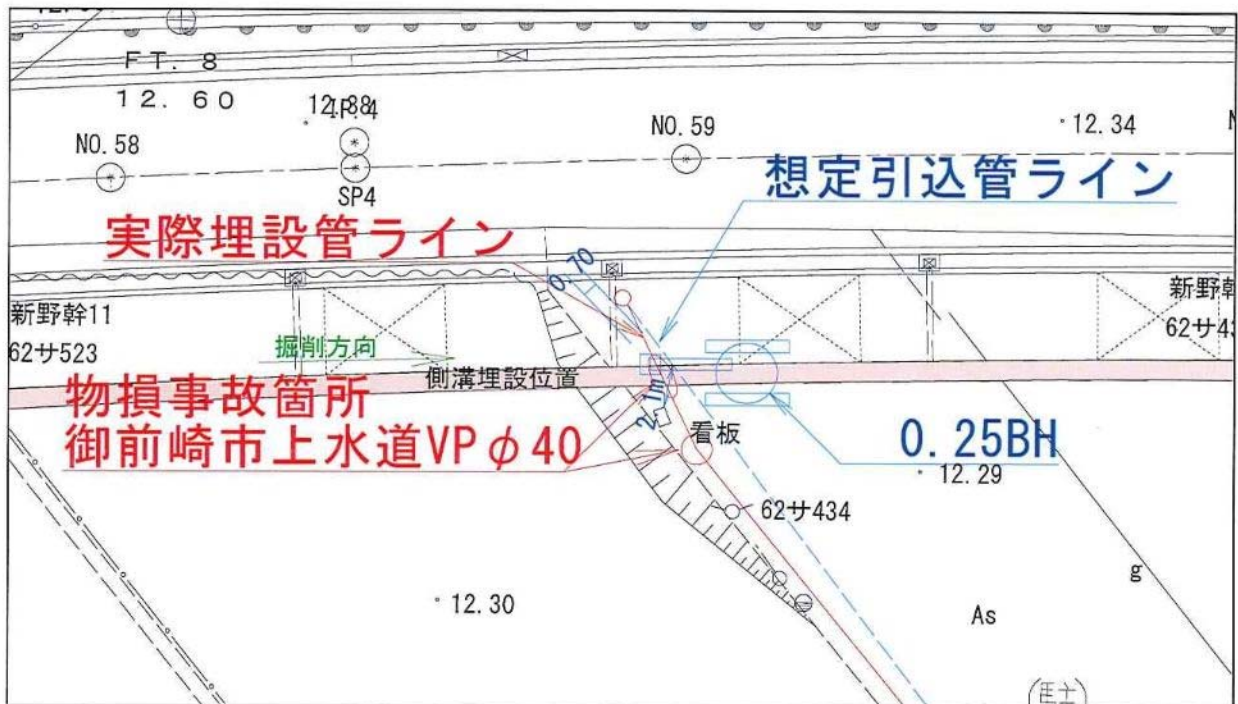 FT. 8
12. 60
NO. 58
SP4
NO. 59
12.34
想定引込管ライン
実際埋設管ライン
0.70
新野幹11
62サ523
掘削方向
側溝埋設位置
2.1m
物損事故箇所
御前崎市上水道VPφ40
看板
0.25BH
12.29
62サ434
12.30
g
As